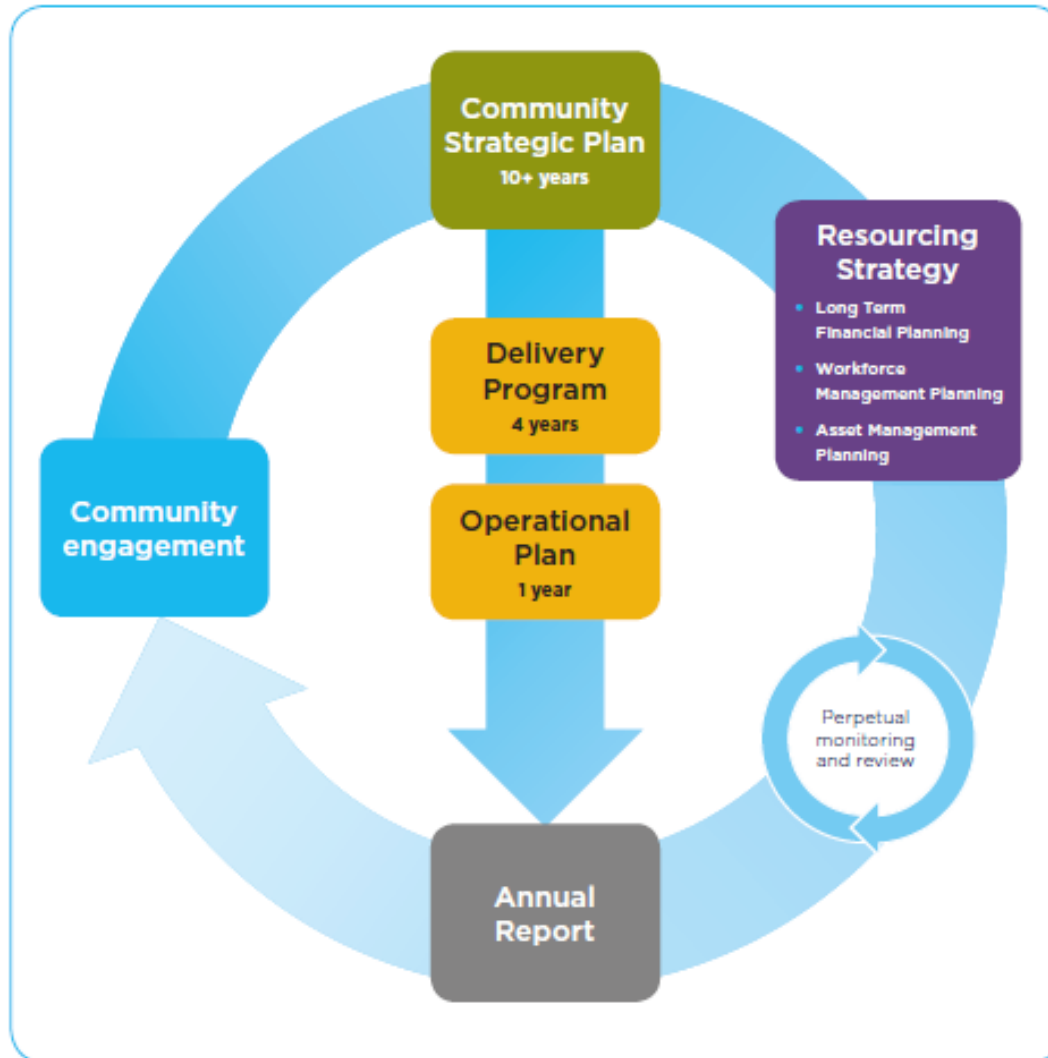 Community
Strategic Plan
10+ years
Resourcing
Strategy
• Long Term
Financial Planning
• Workforce
Management Planning
• Asset Management
Planning
Delivery
Program
4 years
Community
engagement
Operational
Plan
1 year
Perpetual
monitoring
and review
Annual
Report